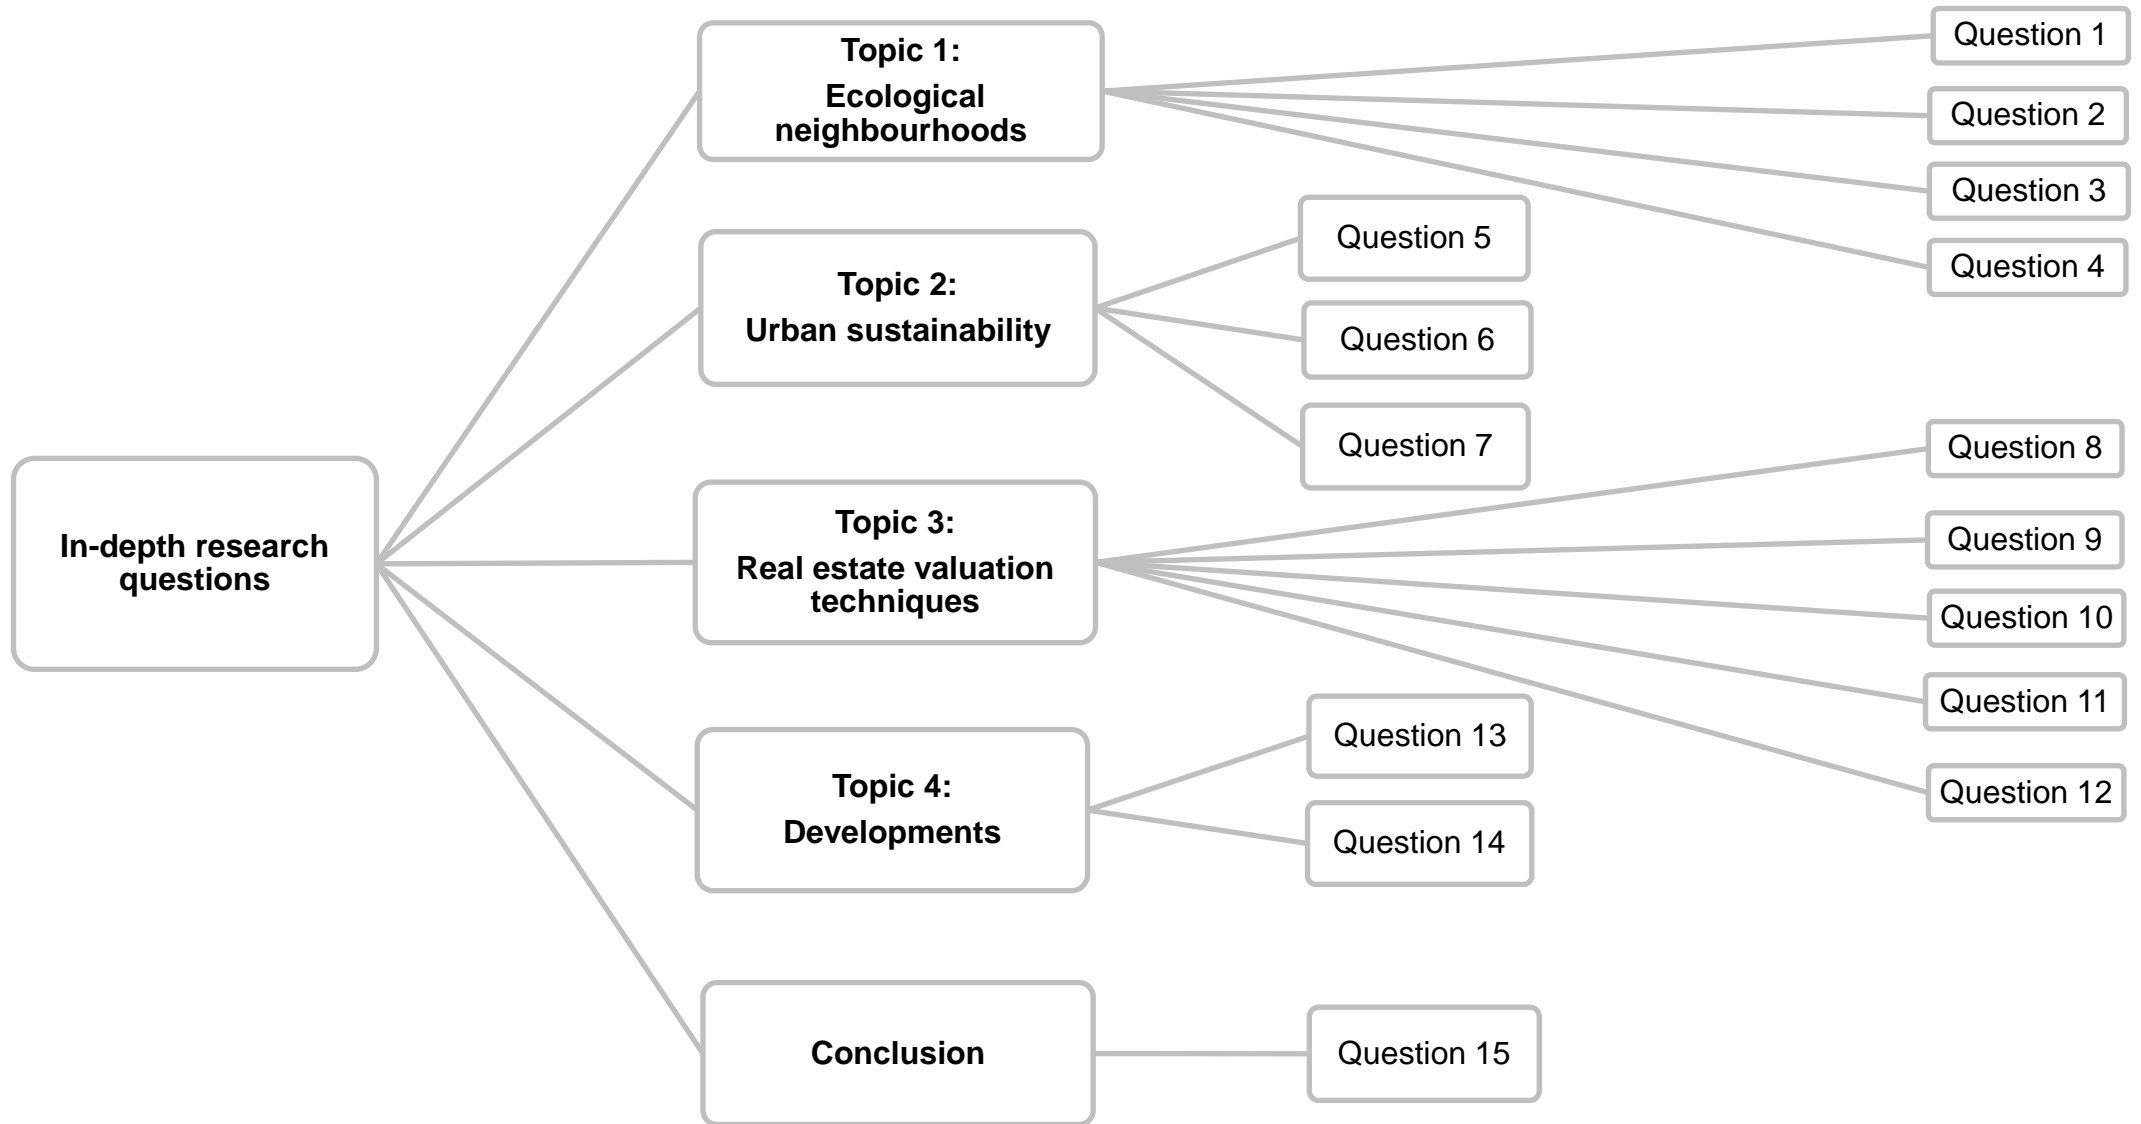 In-depth research
questions
Topic 1:
Ecological
neighbourhoods
Question 1
Question 2
Question 3
Question 4
Topic 2:
Urban sustainability
Question 5
Question 6
Question 7
Topic 3:
Real estate valuation
techniques
Question 8
Question 9
Question 10
Question 11
Question 12
Topic 4:
Developments
Question 13
Question 14
Conclusion
Question 15